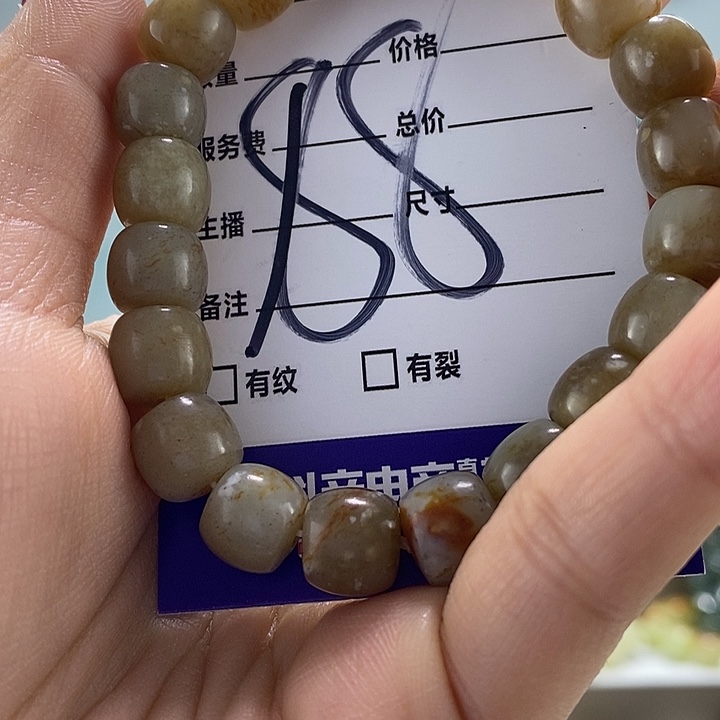 量 价格
服务费 总价
主播 尺寸
188
备注
有纹 有裂